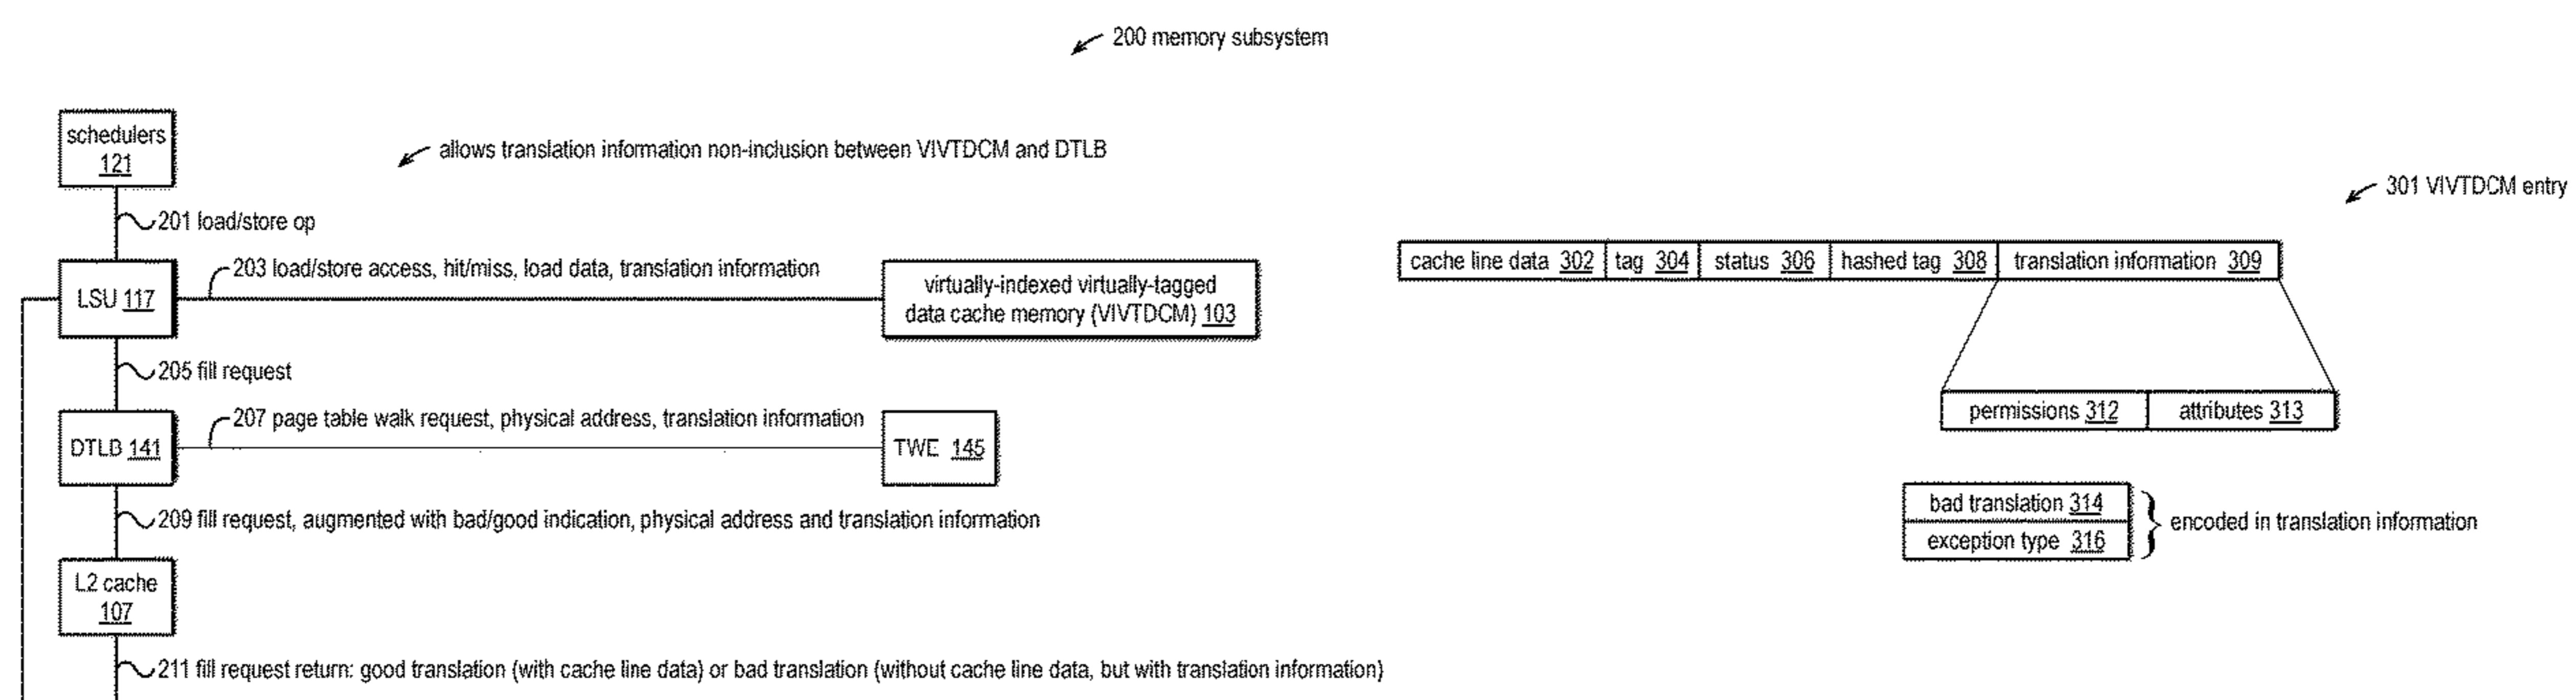 200 memory subsystem
schedulers
121
allows translation information non-inclusion between VIVTDCM and DTLB
301 VIVTDCM entry
201 load/store op
203 load/store access, hit/miss, load data, translation information
cache line data 302 tag 304 status 306 hashed tag 308 translation information 309
LSU 117
virtually-indexed virtually-tagged
data cache memory (VIVTDCM) 103
205 fill request
207 page table walk request, physical address, translation information
permissions 312 attributes 313
DTLB 141
TWE 145
bad translation 314
exception type 316
encoded in translation information
209 fill request, augmented with bad/good indication, physical address and translation information
L2 cache
107
211 fill request return: good translation (with cache line data) or bad translation (without cache line data, but with translation information)